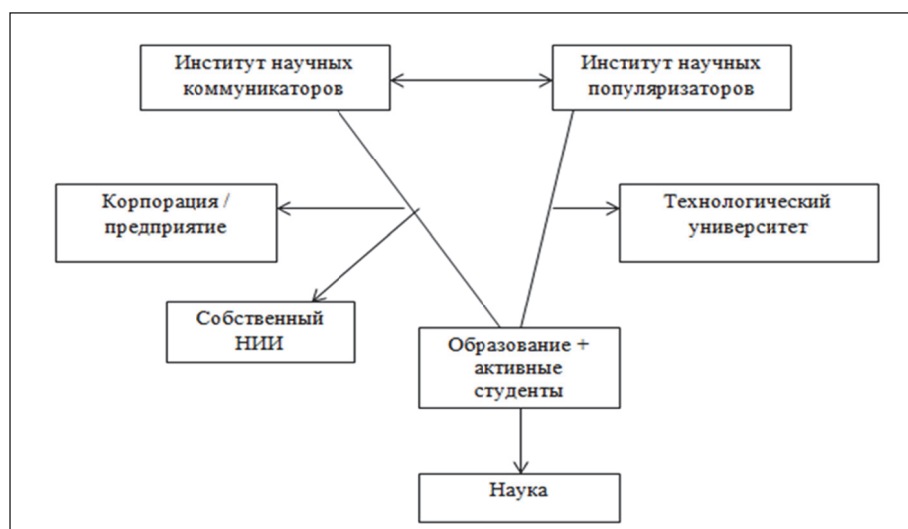 Институт научных
коммуникаторов
Институт научных
популяризаторов
Корпорация /
предприятие
Технологический
университет
Собственный
НИИ
Образование +
активные
студенты
Наука